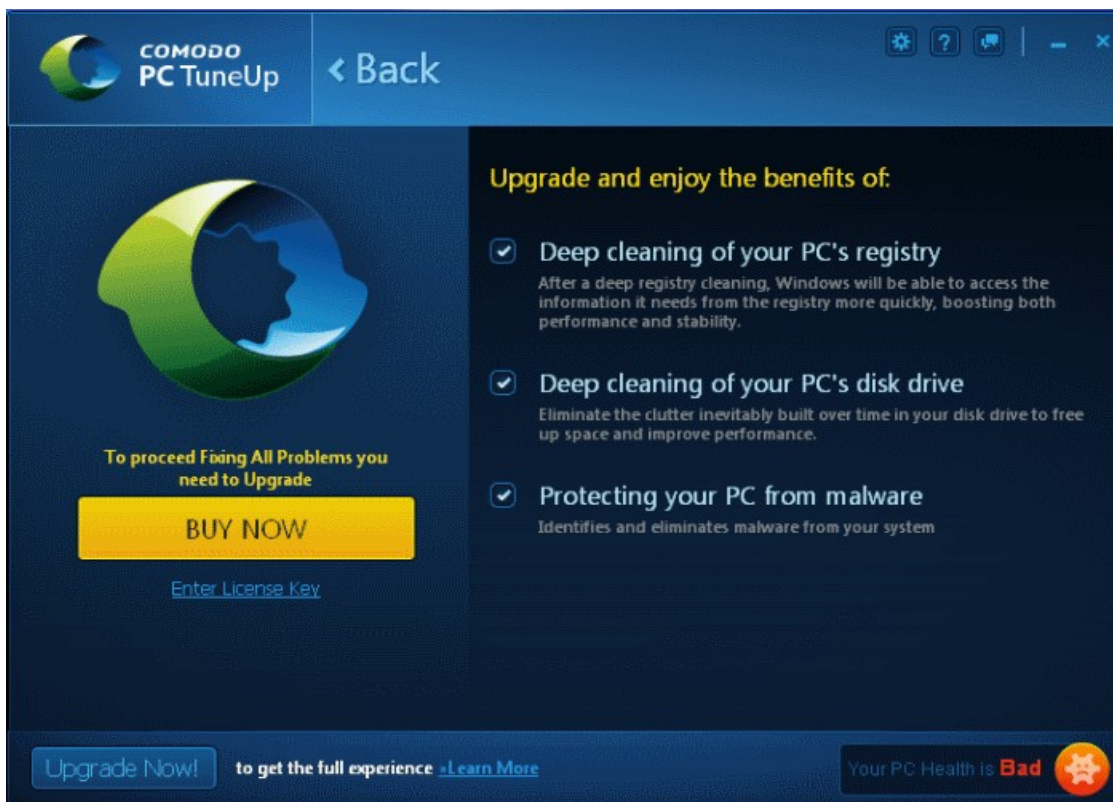 COMODO
PC TuneUp
< Back
?
Upgrade and enjoy the benefits of:
Deep cleaning of your PC's registry
After a deep registry cleaning, Windows will be able to access the
information it needs from the registry more quickly, boosting both
performance and stability.
Deep cleaning of your PC's disk drive
Eliminate the clutter inevitably built over time in your disk drive to free
up space and improve performance.
Protecting your PC from malware
Identifies and eliminates malware from your system
To proceed Fixing All Problems you
need to Upgrade
BUY NOW
Enter License Key
Upgrade Now! to get the full experience »Learn More
Your PC Health is Bad